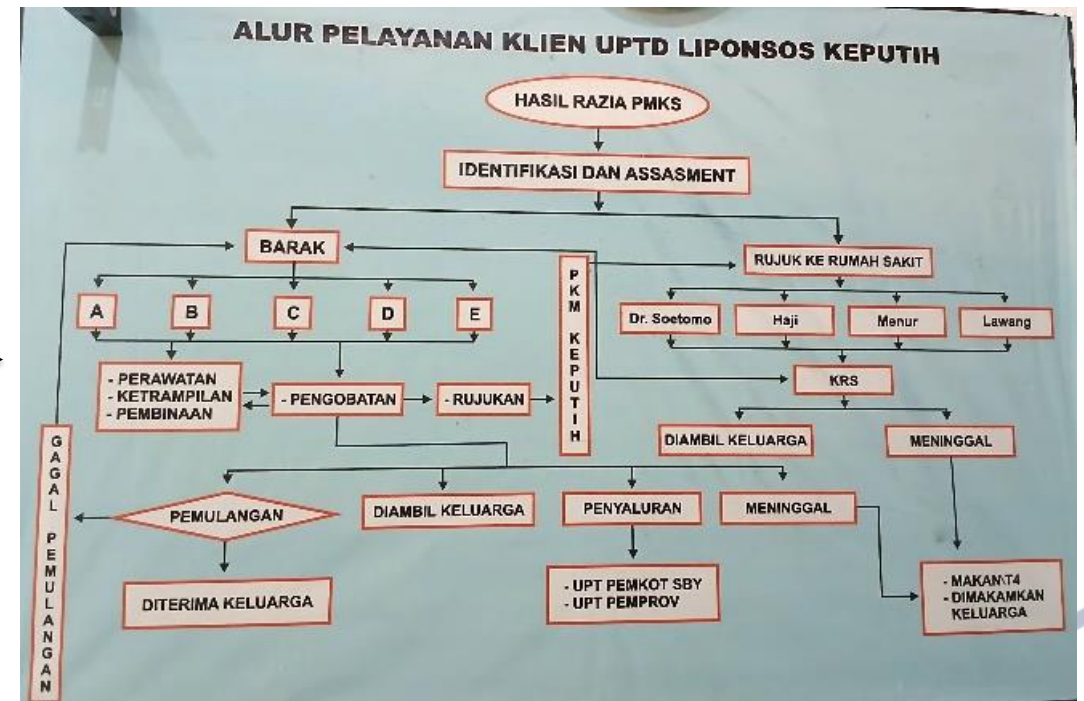 ALUR PELAYANAN KLIEN UPTD LIPONSOS KEPUTIH
HASIL RAZIA PMKS
IDENTIFIKASI DAN ASSASMENT
BARAK
RUJUK KE RUMAH SAKIT
A
B
C
D
E
PKM KEPUTIH
Dr. Soetomo
Haji
Menur
Lawang
- PERAWATAN
- KETRAMPILAN
- PEMBINAAN
- PENGOBATAN
- RUJUKAN
KRS
DIAMBIL KELUARGA
MENINGGAL
GAGAL PEMULANGAN
PEMULANGAN
DIAMBIL KELUARGA
PENYALURAN
MENINGGAL
DITERIMA KELUARGA
- UPT PEMKOT SBY
- UPT PEMPROV
- MAKAN\T4
- DIMAKAMKAN
KELUARGA